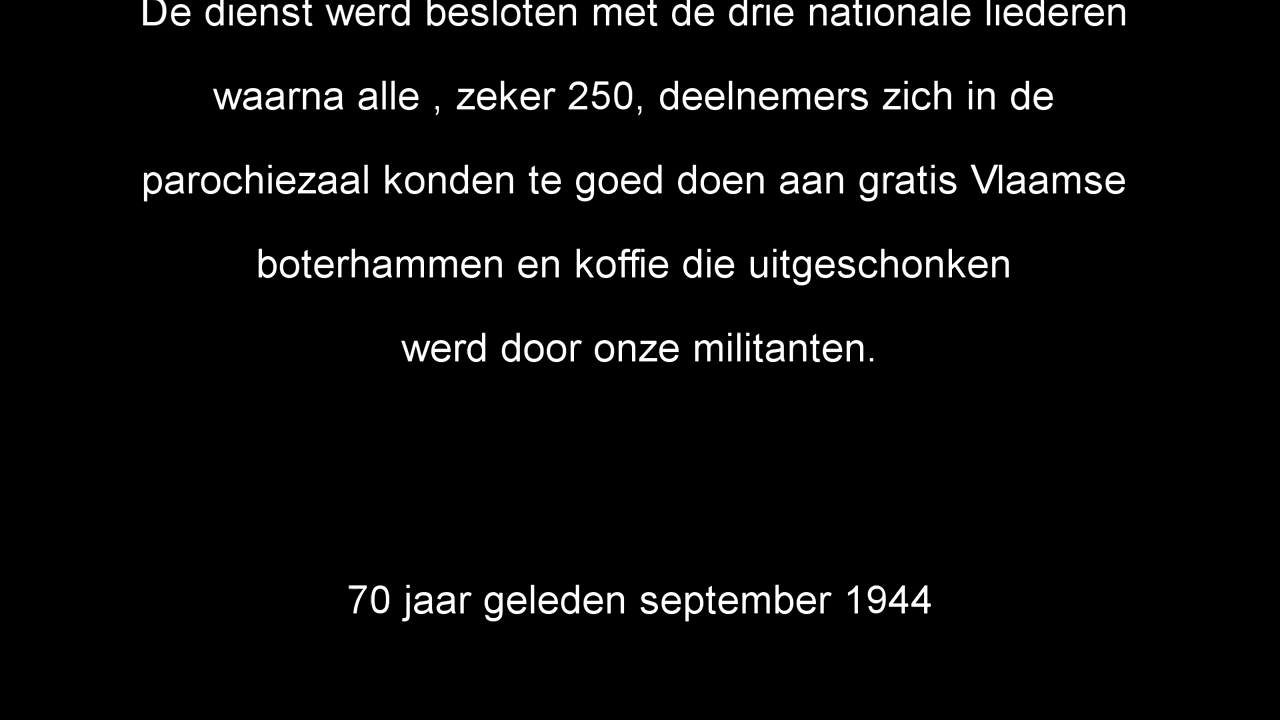 De dienst werd besloten met de drie nationale liederen
waarna alle , zeker 250, deelnemers zich in de
parochiezaal konden te goed doen aan gratis Vlaamse
boterhammen en koffie die uitgeschonken
werd door onze militanten.
70 jaar geleden september 1944